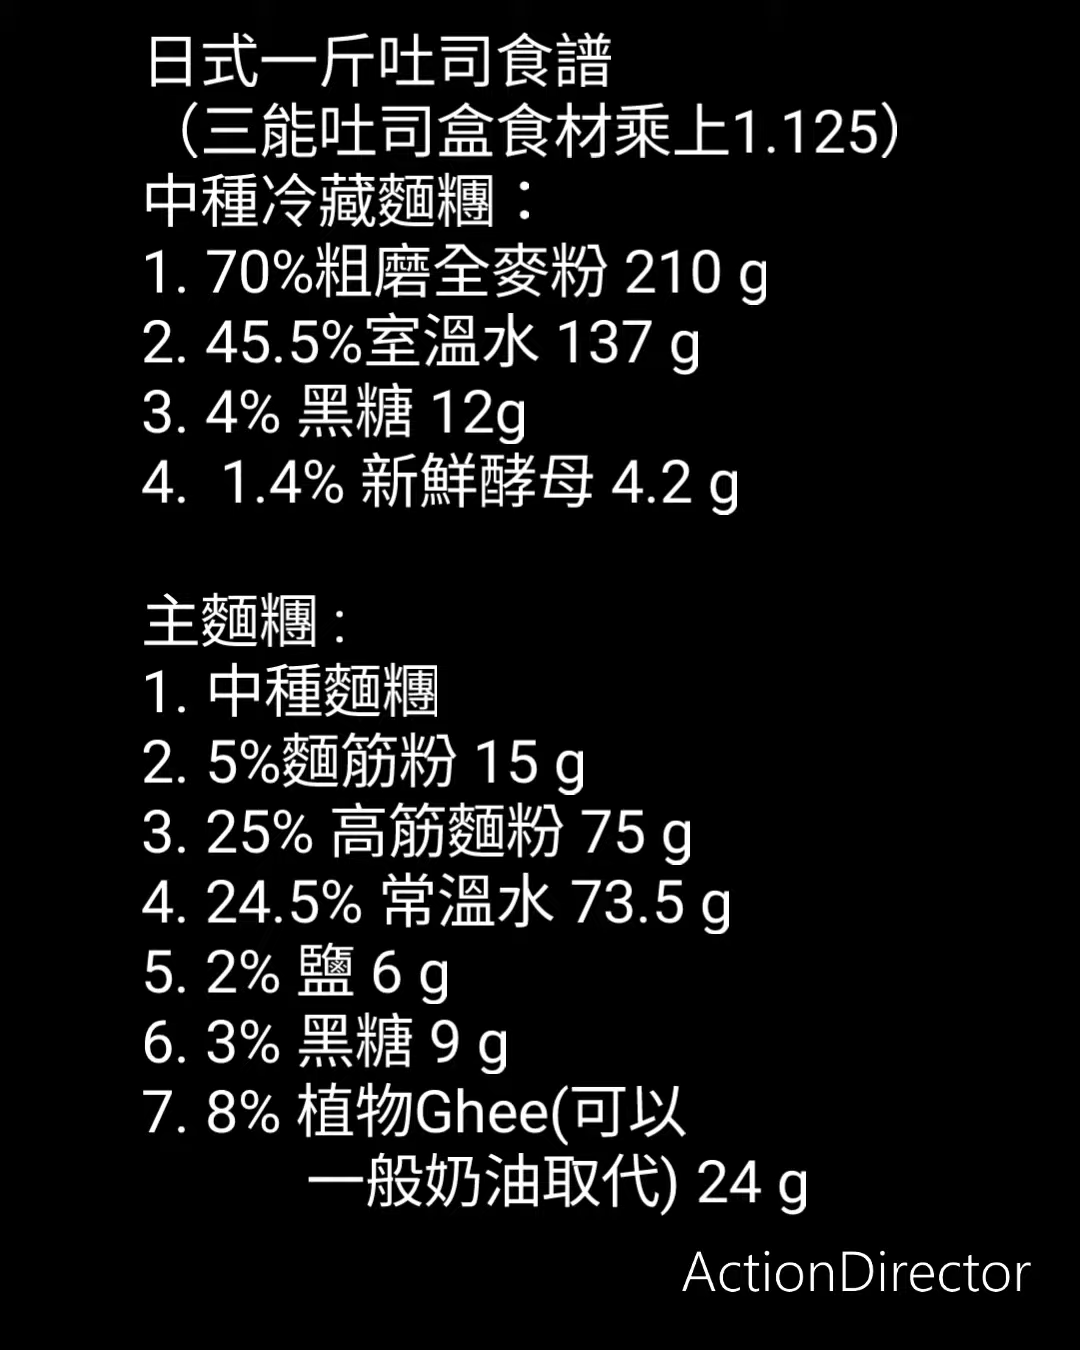 日式一斤吐司食譜
（三能吐司盒食材乘上1.125）
中種冷藏麵糰：
1. 70%粗磨全麥粉 210 g
2. 45.5%室溫水 137 g
3. 4% 黑糖 12g
4.  1.4% 新鮮酵母 4.2 g
主麵糰 :
1. 中種麵糰
2. 5%麵筋粉 15 g
3. 25% 高筋麵粉 75 g
4. 24.5% 常溫水 73.5 g
5. 2% 鹽 6 g
6. 3% 黑糖 9 g
7. 8% 植物Ghee(可以
一般奶油取代) 24 g
ActionDirector